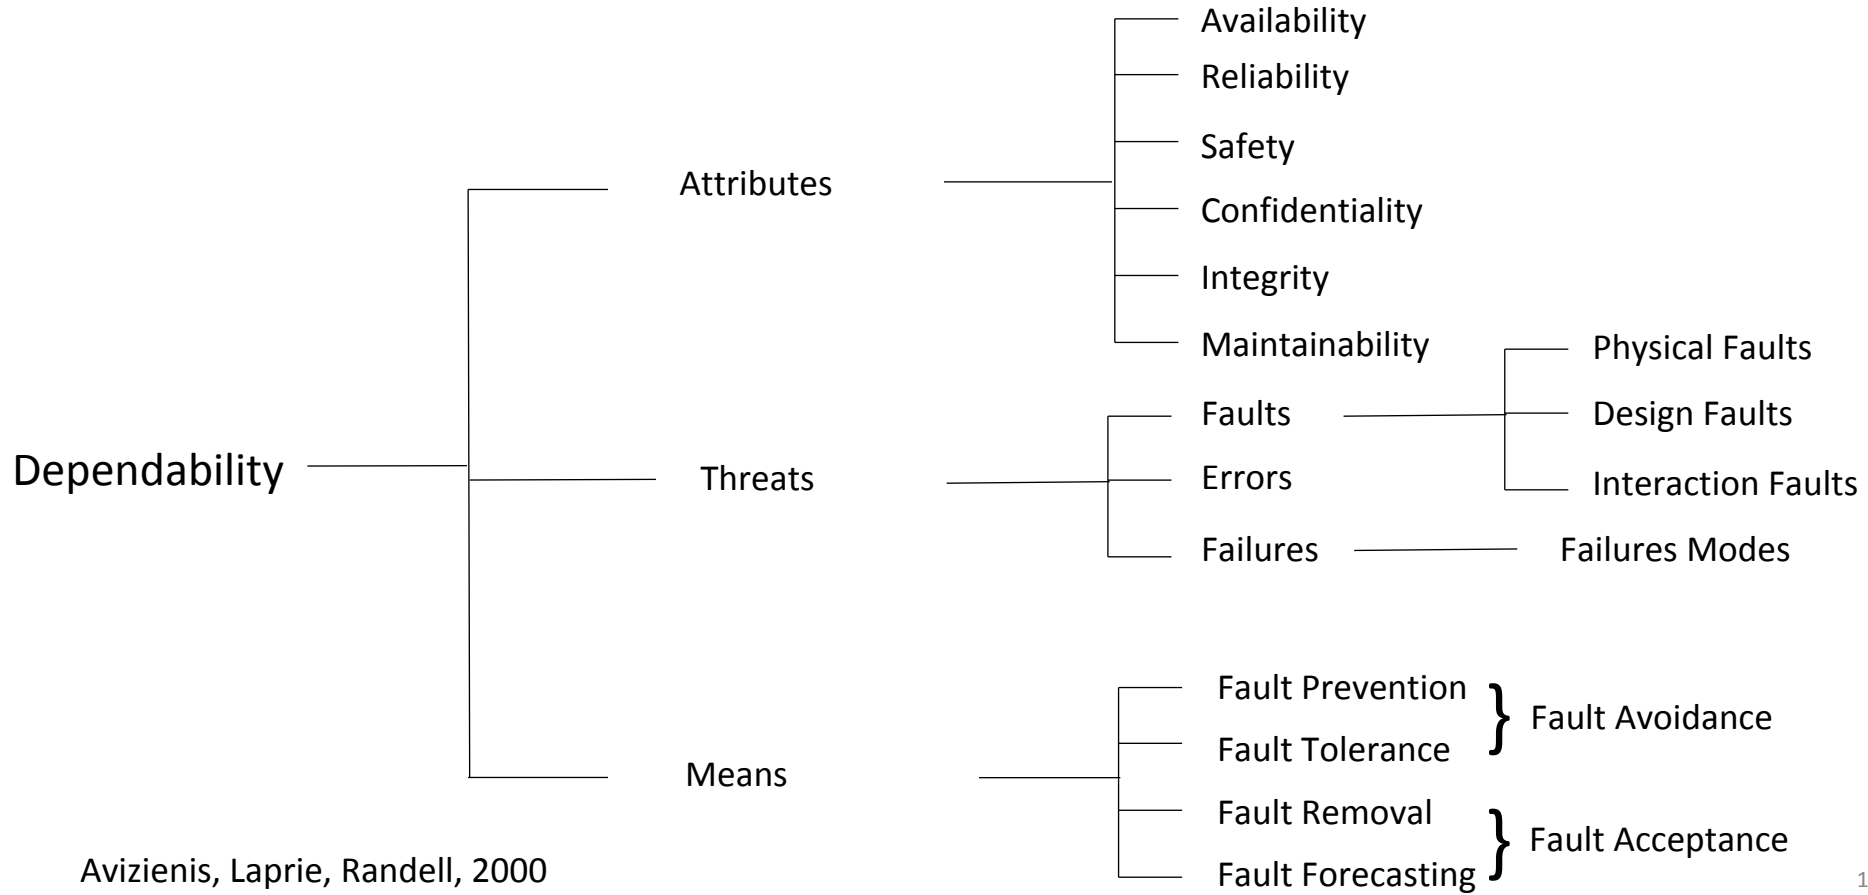 Availability
Reliability
Safety
Attributes
Confidentiality
Integrity
Maintainability
Physical Faults
Faults
Design Faults
Dependability
Threats
Errors
Interaction Faults
Failures
Failures Modes
Fault Prevention
} Fault Avoidance
Fault Tolerance
Means
Fault Removal
} Fault Acceptance
Fault Forecasting
Avizienis, Laprie, Randell, 2000
1